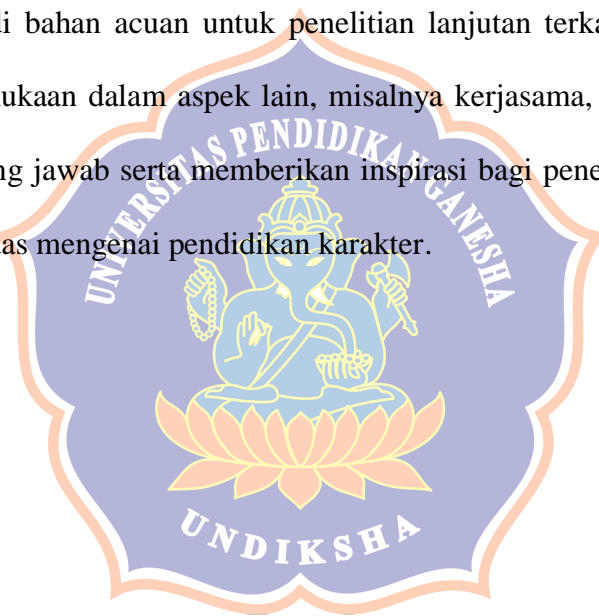 di bahan acuan untuk penelitian lanjutan terka
ukaan dalam aspek lain, misalnya kerjasama,
UNIVERSITAS PENDIDIKAN GANESHA
ng jawab serta memberikan inspirasi bagi pene
as mengenai pendidikan karakter.
UNDIKSHA